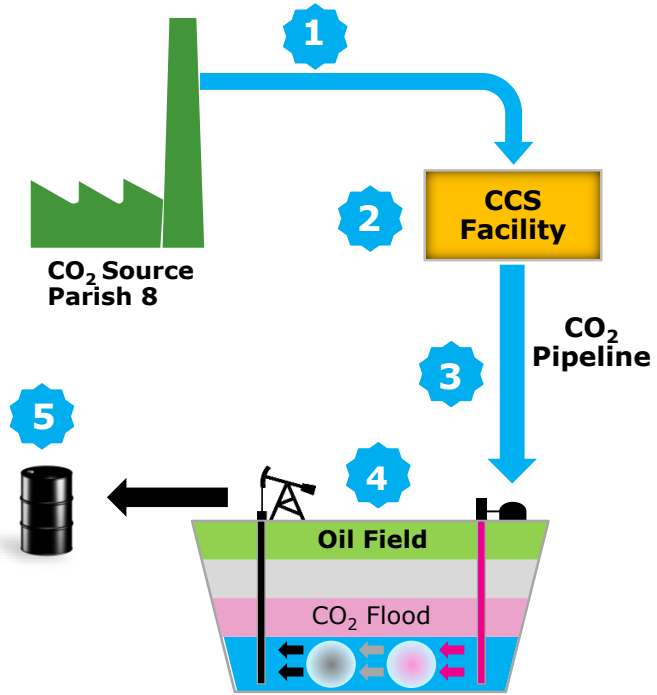 1
CCS
Facility
2
CO₂ Source
Parish 8
CO₂
Pipeline
3
5
4
Oil Field
CO₂ Flood